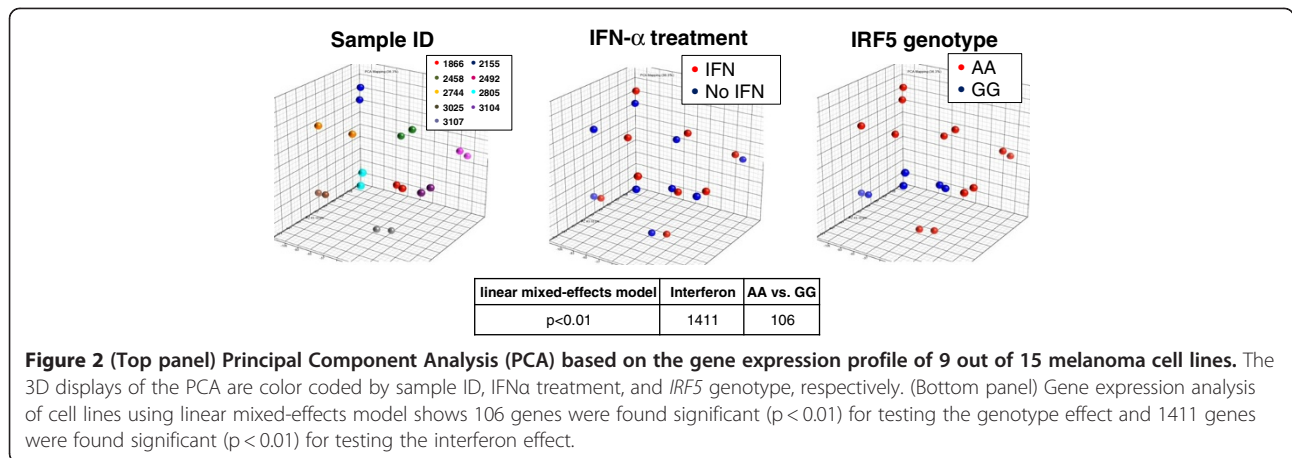 Sample ID
1866 2155
2458 2492
2744 2805
3025 3104
3107
IFN-α treatment
IFN
No IFN
IRF5 genotype
AA
GG
linear mixed-effects model Interferon AA vs. GG
p<0.01 1411 106
Figure 2 (Top panel) Principal Component Analysis (PCA) based on the gene expression profile of 9 out of 15 melanoma cell lines. The
3D displays of the PCA are color coded by sample ID, IFNα treatment, and IRF5 genotype, respectively. (Bottom panel) Gene expression analysis
of cell lines using linear mixed-effects model shows 106 genes were found significant (p < 0.01) for testing the genotype effect and 1411 genes
were found significant (p < 0.01) for testing the interferon effect.